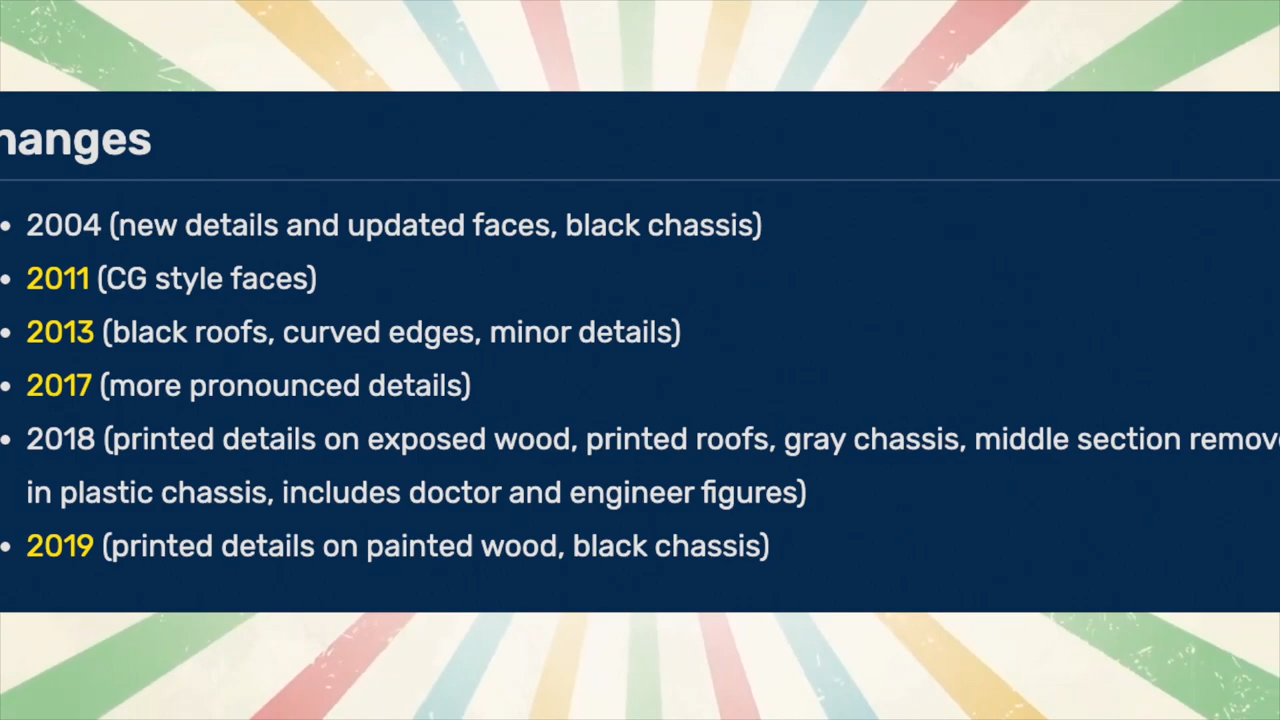 hanges
• 2004 (new details and updated faces, black chassis)
• 2011 (CG style faces)
• 2013 (black roofs, curved edges, minor details)
• 2017 (more pronounced details)
• 2018 (printed details on exposed wood, printed roofs, gray chassis, middle section
in plastic chassis, includes doctor and engineer figures)
• 2019 (printed details on painted wood, black chassis)